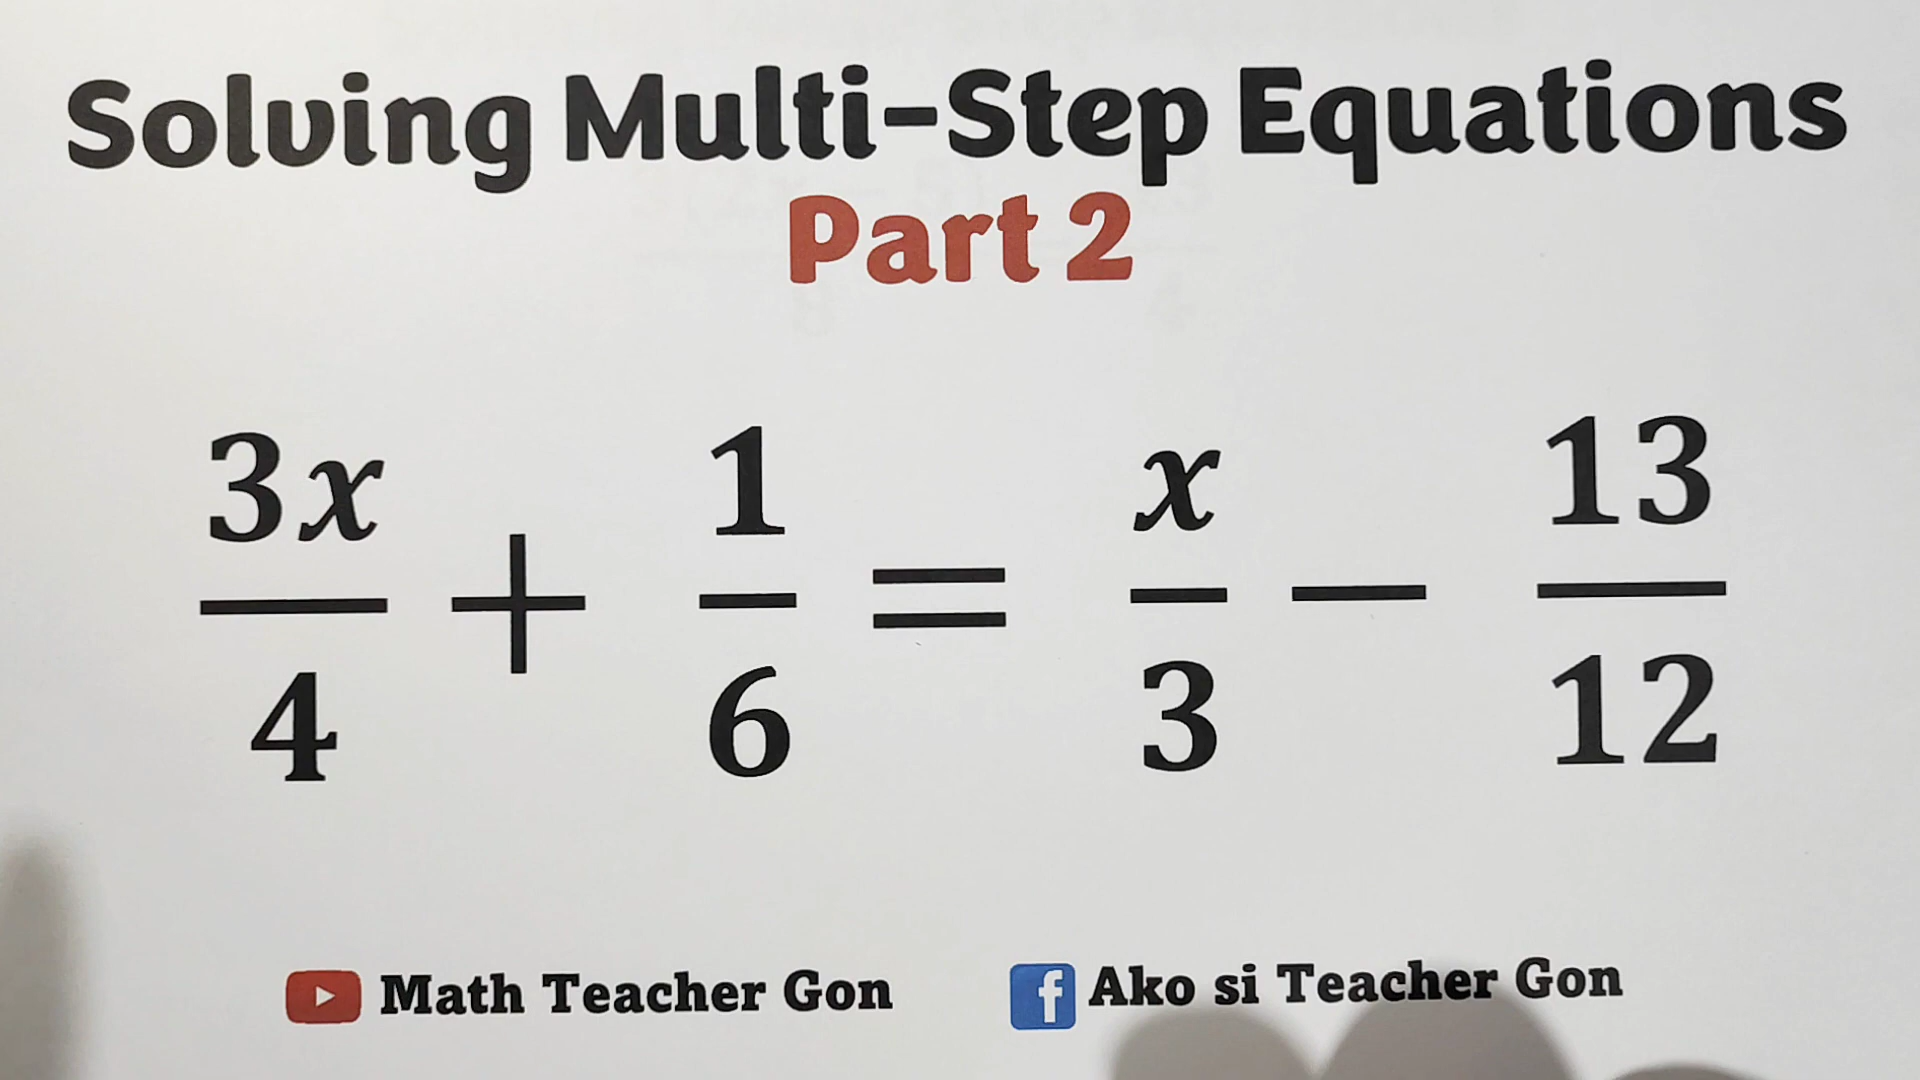 Solving Multi-Step Equations
Part 2
3x/4 + 1/6 = x/3 − 13/12
Math Teacher Gon
Ako si Teacher Gon